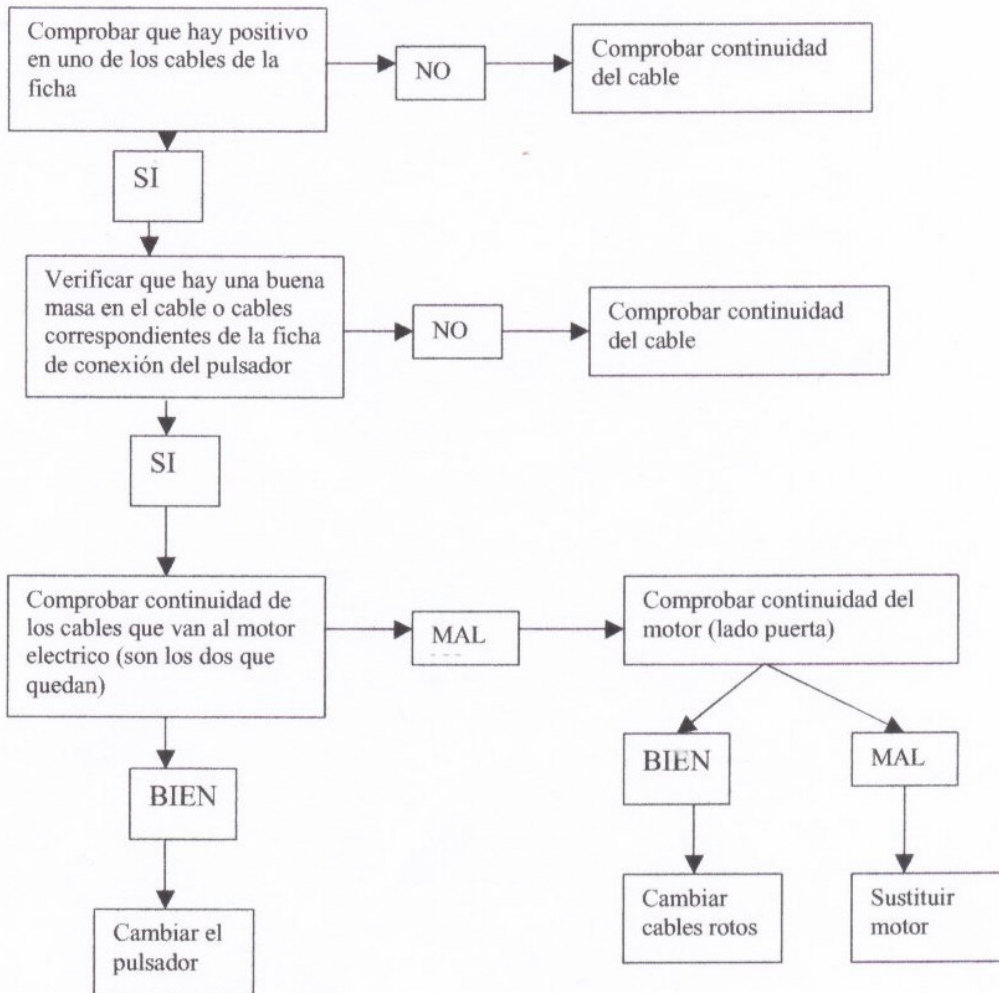 Comprobar que hay positivo
en uno de los cables de la
ficha
NO
Comprobar continuidad
del cable
SI
Verificar que hay una buena
masa en el cable o cables
correspondientes de la ficha
de conexión del pulsador
NO
Comprobar continuidad
del cable
SI
Comprobar continuidad de
los cables que van al motor
electrico (son los dos que
quedan)
MAL
Comprobar continuidad del
motor (lado puerta)
BIEN
MAL
BIEN
Cambiar
cables rotos
Sustituir
motor
Cambiar el
pulsador